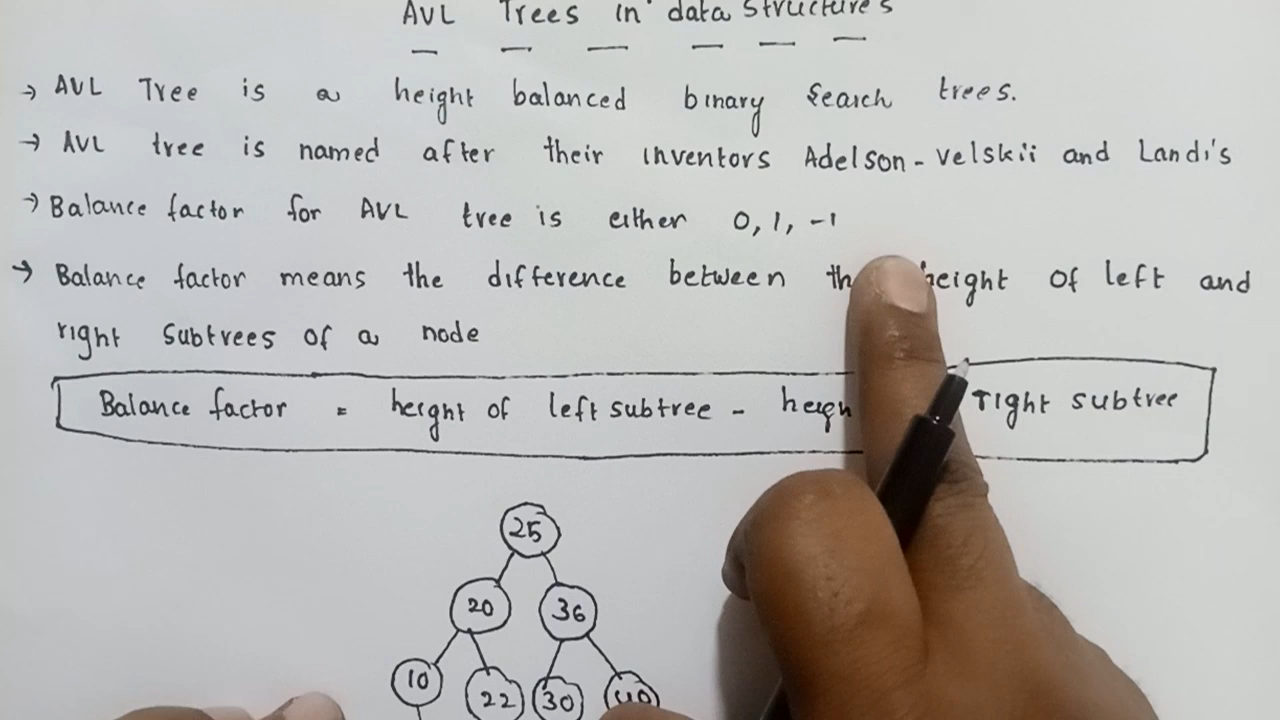 AVL Trees in data Structures
→ AVL Tree is a height balanced binary search trees.
→ AVL tree is named after their inventors Adelson-velskii and Landi's
→ Balance factor for AVL tree is either 0, 1, -1
→ Balance factor means the difference between height of left and
right subtrees of a node
Balance factor = height of left subtree - right subtree
25
20 36
10 22 30 40